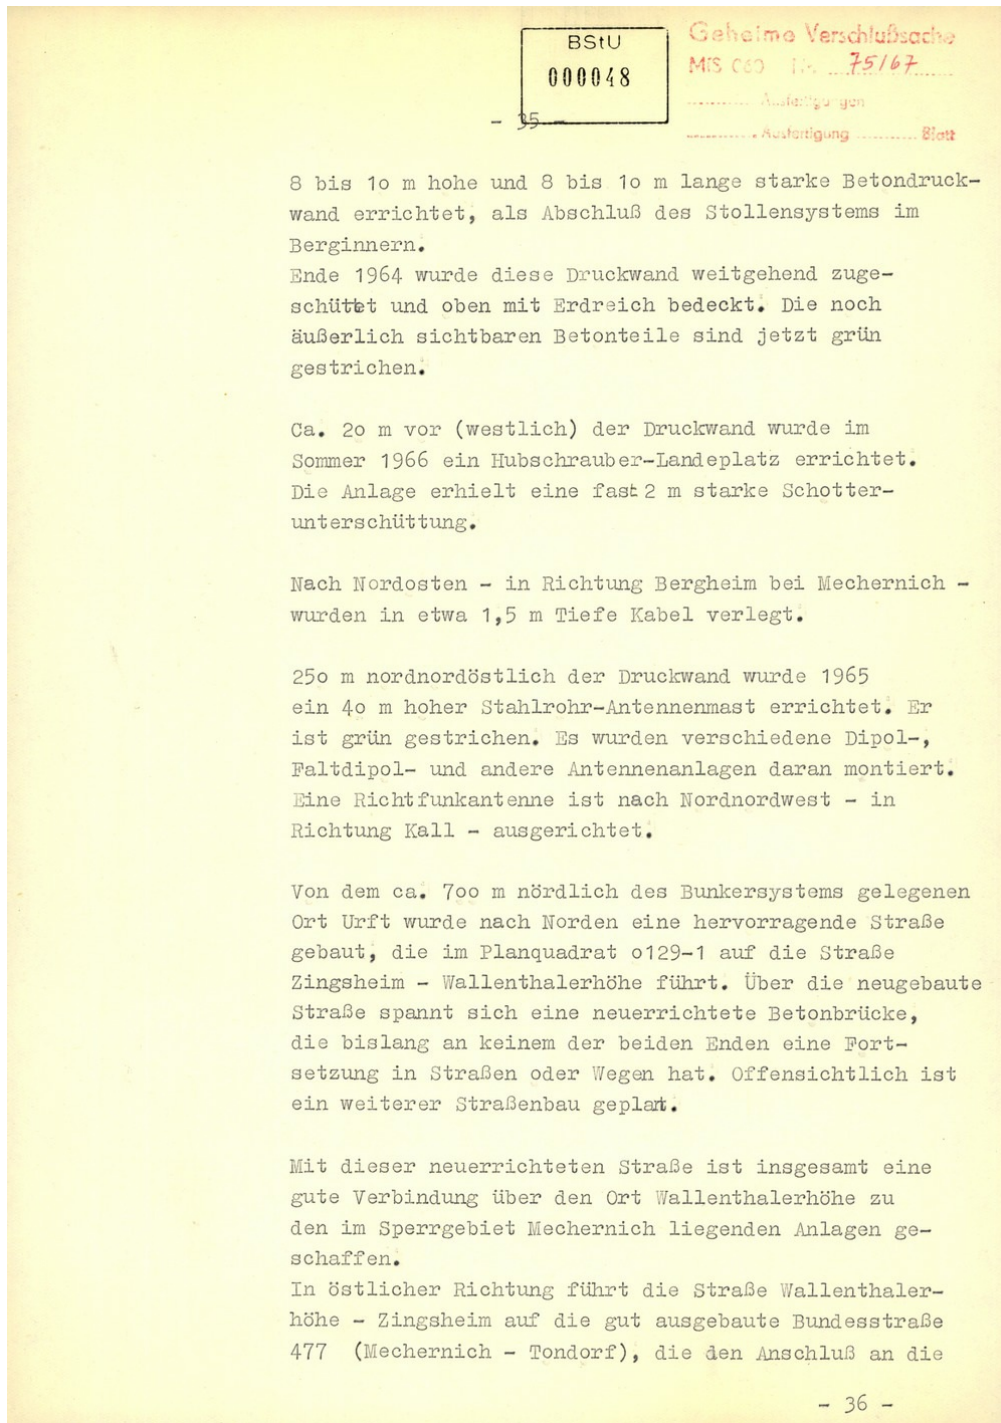 BStU
000048
Geheime Verschlußsache
MfS 060 Nr. 75/67
Ausfertigungen
Ausfertigung Blatt
- 35 -
8 bis 1o m hohe und 8 bis 1o m lange starke Betondruck-
wand errichtet, als Abschluß des Stollensystems im
Berginnern.
Ende 1964 wurde diese Druckwand weitgehend zuge-
schüttet und oben mit Erdreich bedeckt. Die noch
äußerlich sichtbaren Betonteile sind jetzt grün
gestrichen.
Ca. 2o m vor (westlich) der Druckwand wurde im
Sommer 1966 ein Hubschrauber-Landeplatz errichtet.
Die Anlage erhielt eine fast 2 m starke Schotter-
unterschüttung.
Nach Nordosten - in Richtung Bergheim bei Mechernich -
wurden in etwa 1,5 m Tiefe Kabel verlegt.
25o m nordnordöstlich der Druckwand wurde 1965
ein 4o m hoher Stahlrohr-Antennenmast errichtet. Er
ist grün gestrichen. Es wurden verschiedene Dipol-,
Faltdipol- und andere Antennenanlagen daran montiert.
Eine Richtfunkantenne ist nach Nordnordwest - in
Richtung Kall - ausgerichtet.
Von dem ca. 7oo m nördlich des Bunkersystems gelegenen
Ort Urft wurde nach Norden eine hervorragende Straße
gebaut, die im Planquadrat o129-1 auf die Straße
Zingsheim - Wallenthalerhöhe führt. Über die neugebaute
Straße spannt sich eine neuerrichtete Betonbrücke,
die bislang an keinem der beiden Enden eine Fort-
setzung in Straßen oder Wegen hat. Offensichtlich ist
ein weiterer Straßenbau geplant.
Mit dieser neuerrichteten Straße ist insgesamt eine
gute Verbindung über den Ort Wallenthalerhöhe zu
den im Sperrgebiet Mechernich liegenden Anlagen ge-
schaffen.
In östlicher Richtung führt die Straße Wallenthaler-
höhe - Zingsheim auf die gut ausgebaute Bundesstraße
477 (Mechernich - Tondorf), die den Anschluß an die
- 36 -